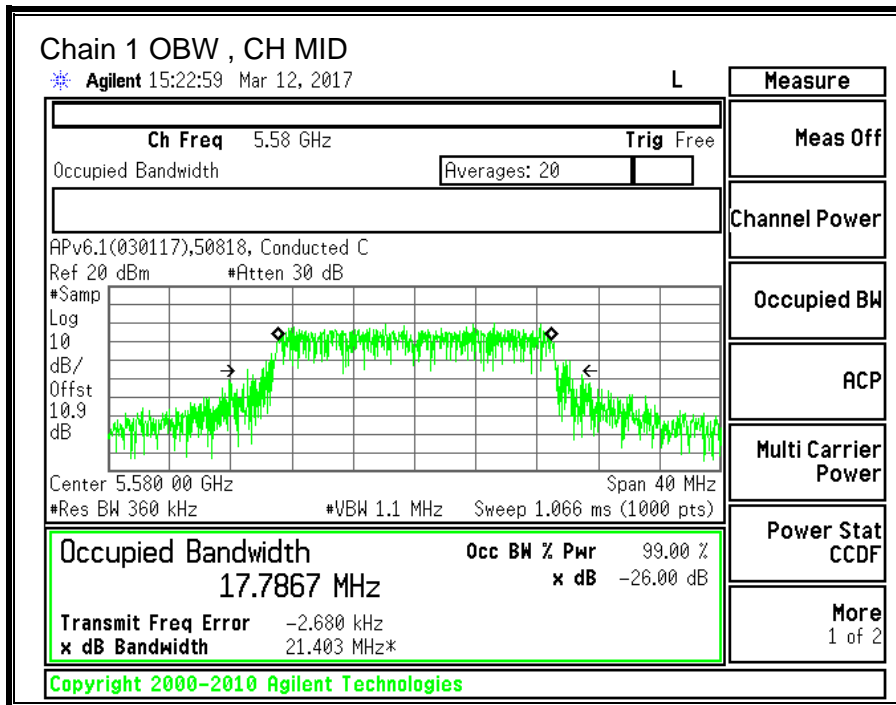 Chain 1 OBW , CH MID
Agilent 15:22:59 Mar 12, 2017 L
Measure
Ch Freq 5.58 GHz Trig Free
Occupied Bandwidth Averages: 20
APv6.1(030117),50818, Conducted C
Ref 20 dBm #Atten 30 dB
#Samp
Log
10
dB/
Offst
10.9
dB
Center 5.580 00 GHz Span 40 MHz
#Res BW 360 kHz #VBW 1.1 MHz Sweep 1.066 ms (1000 pts)
Occupied Bandwidth
17.7867 MHz
Occ BW % Pwr 99.00 %
x dB -26.00 dB
Transmit Freq Error -2.680 kHz
x dB Bandwidth 21.403 MHz*
Copyright 2000-2010 Agilent Technologies
Meas Off
Channel Power
Occupied BW
ACP
Multi Carrier
Power
Power Stat
CCDF
More
1 of 2